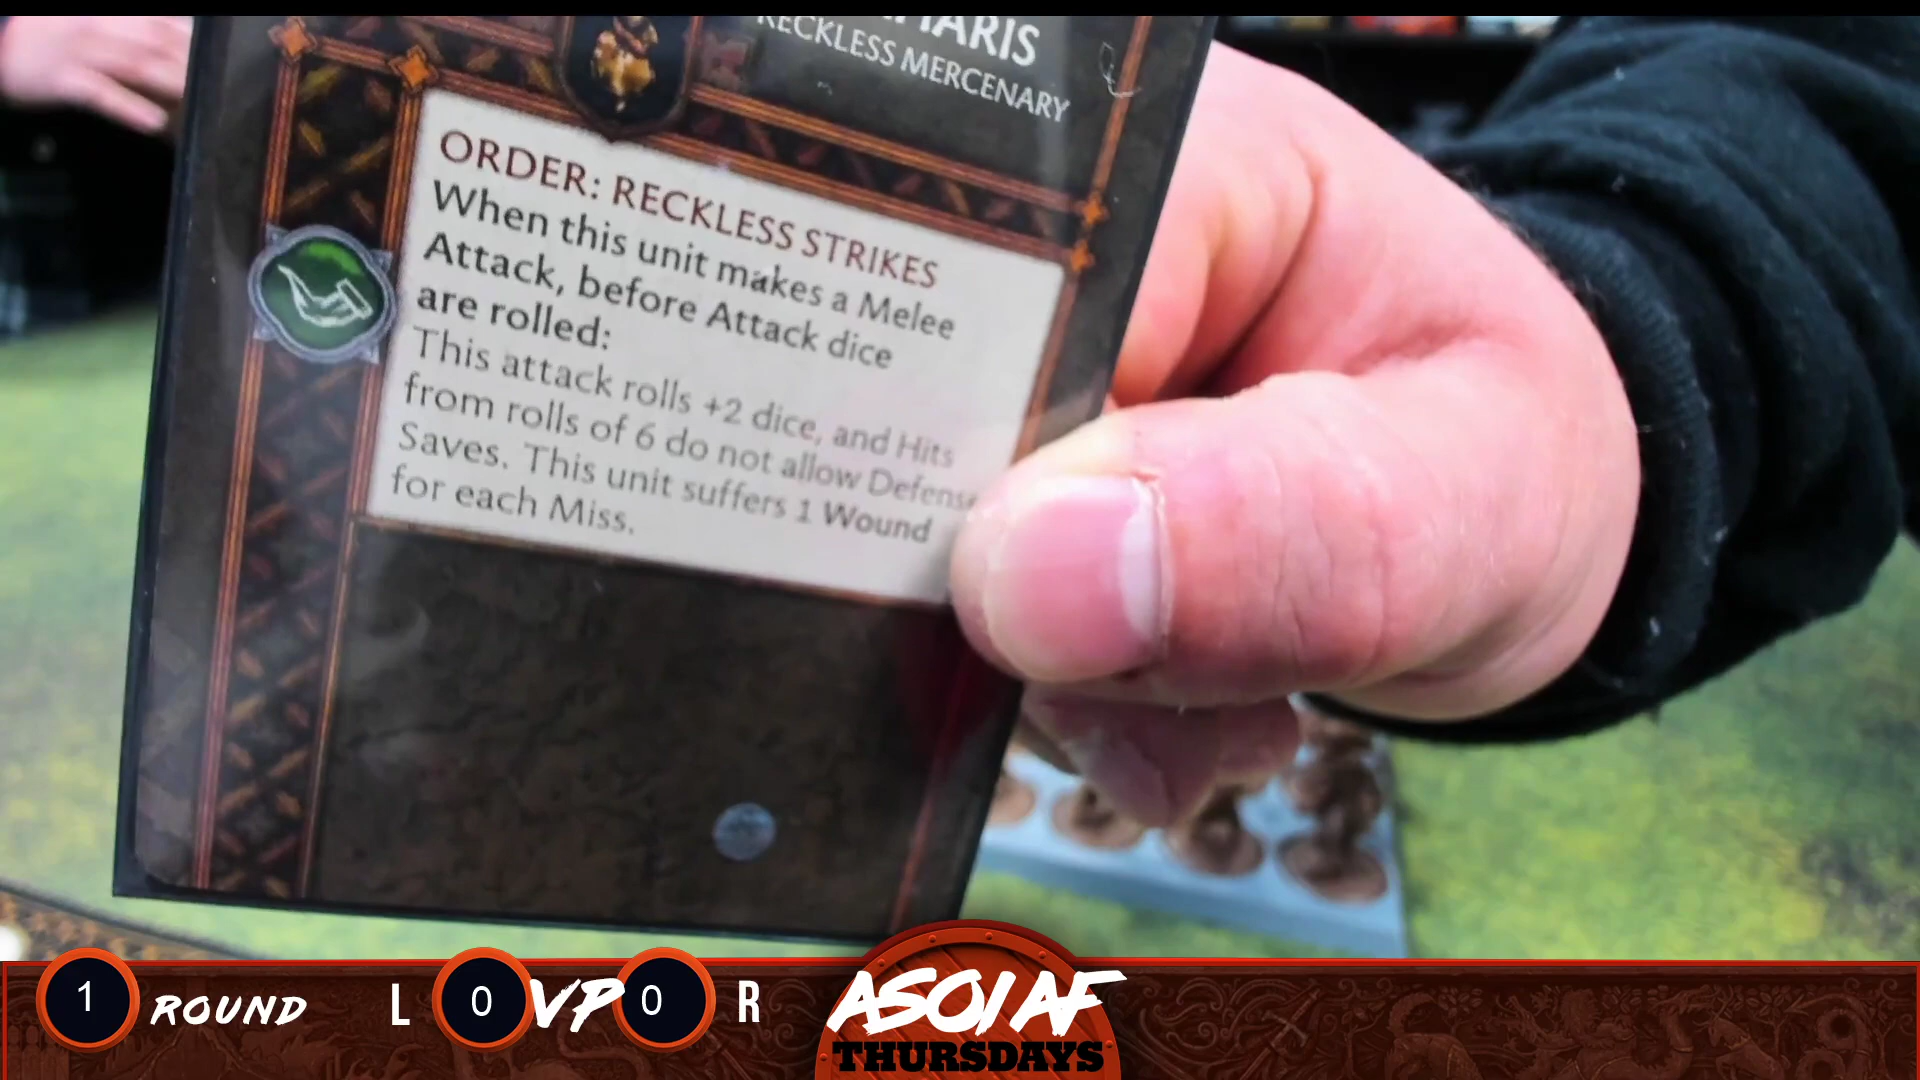 RECKLESS MERCENARY
ORDER: RECKLESS STRIKES
When this unit makes a Melee
Attack, before Attack dice
are rolled:
This attack rolls +2 dice, and Hits
from rolls of 6 do not allow Defense
Saves. This unit suffers 1 Wound
for each Miss.
1 ROUND L 0 VP 0 R
ASOIAF
THURSDAYS